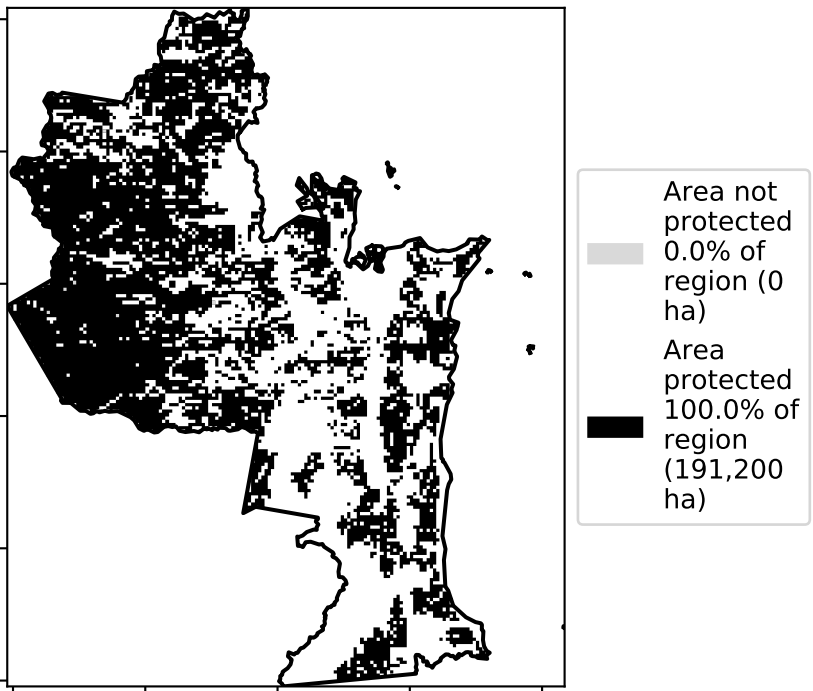 Area not
protected
0.0% of
region (0
ha)
Area
protected
100.0% of
region
(191,200
ha)